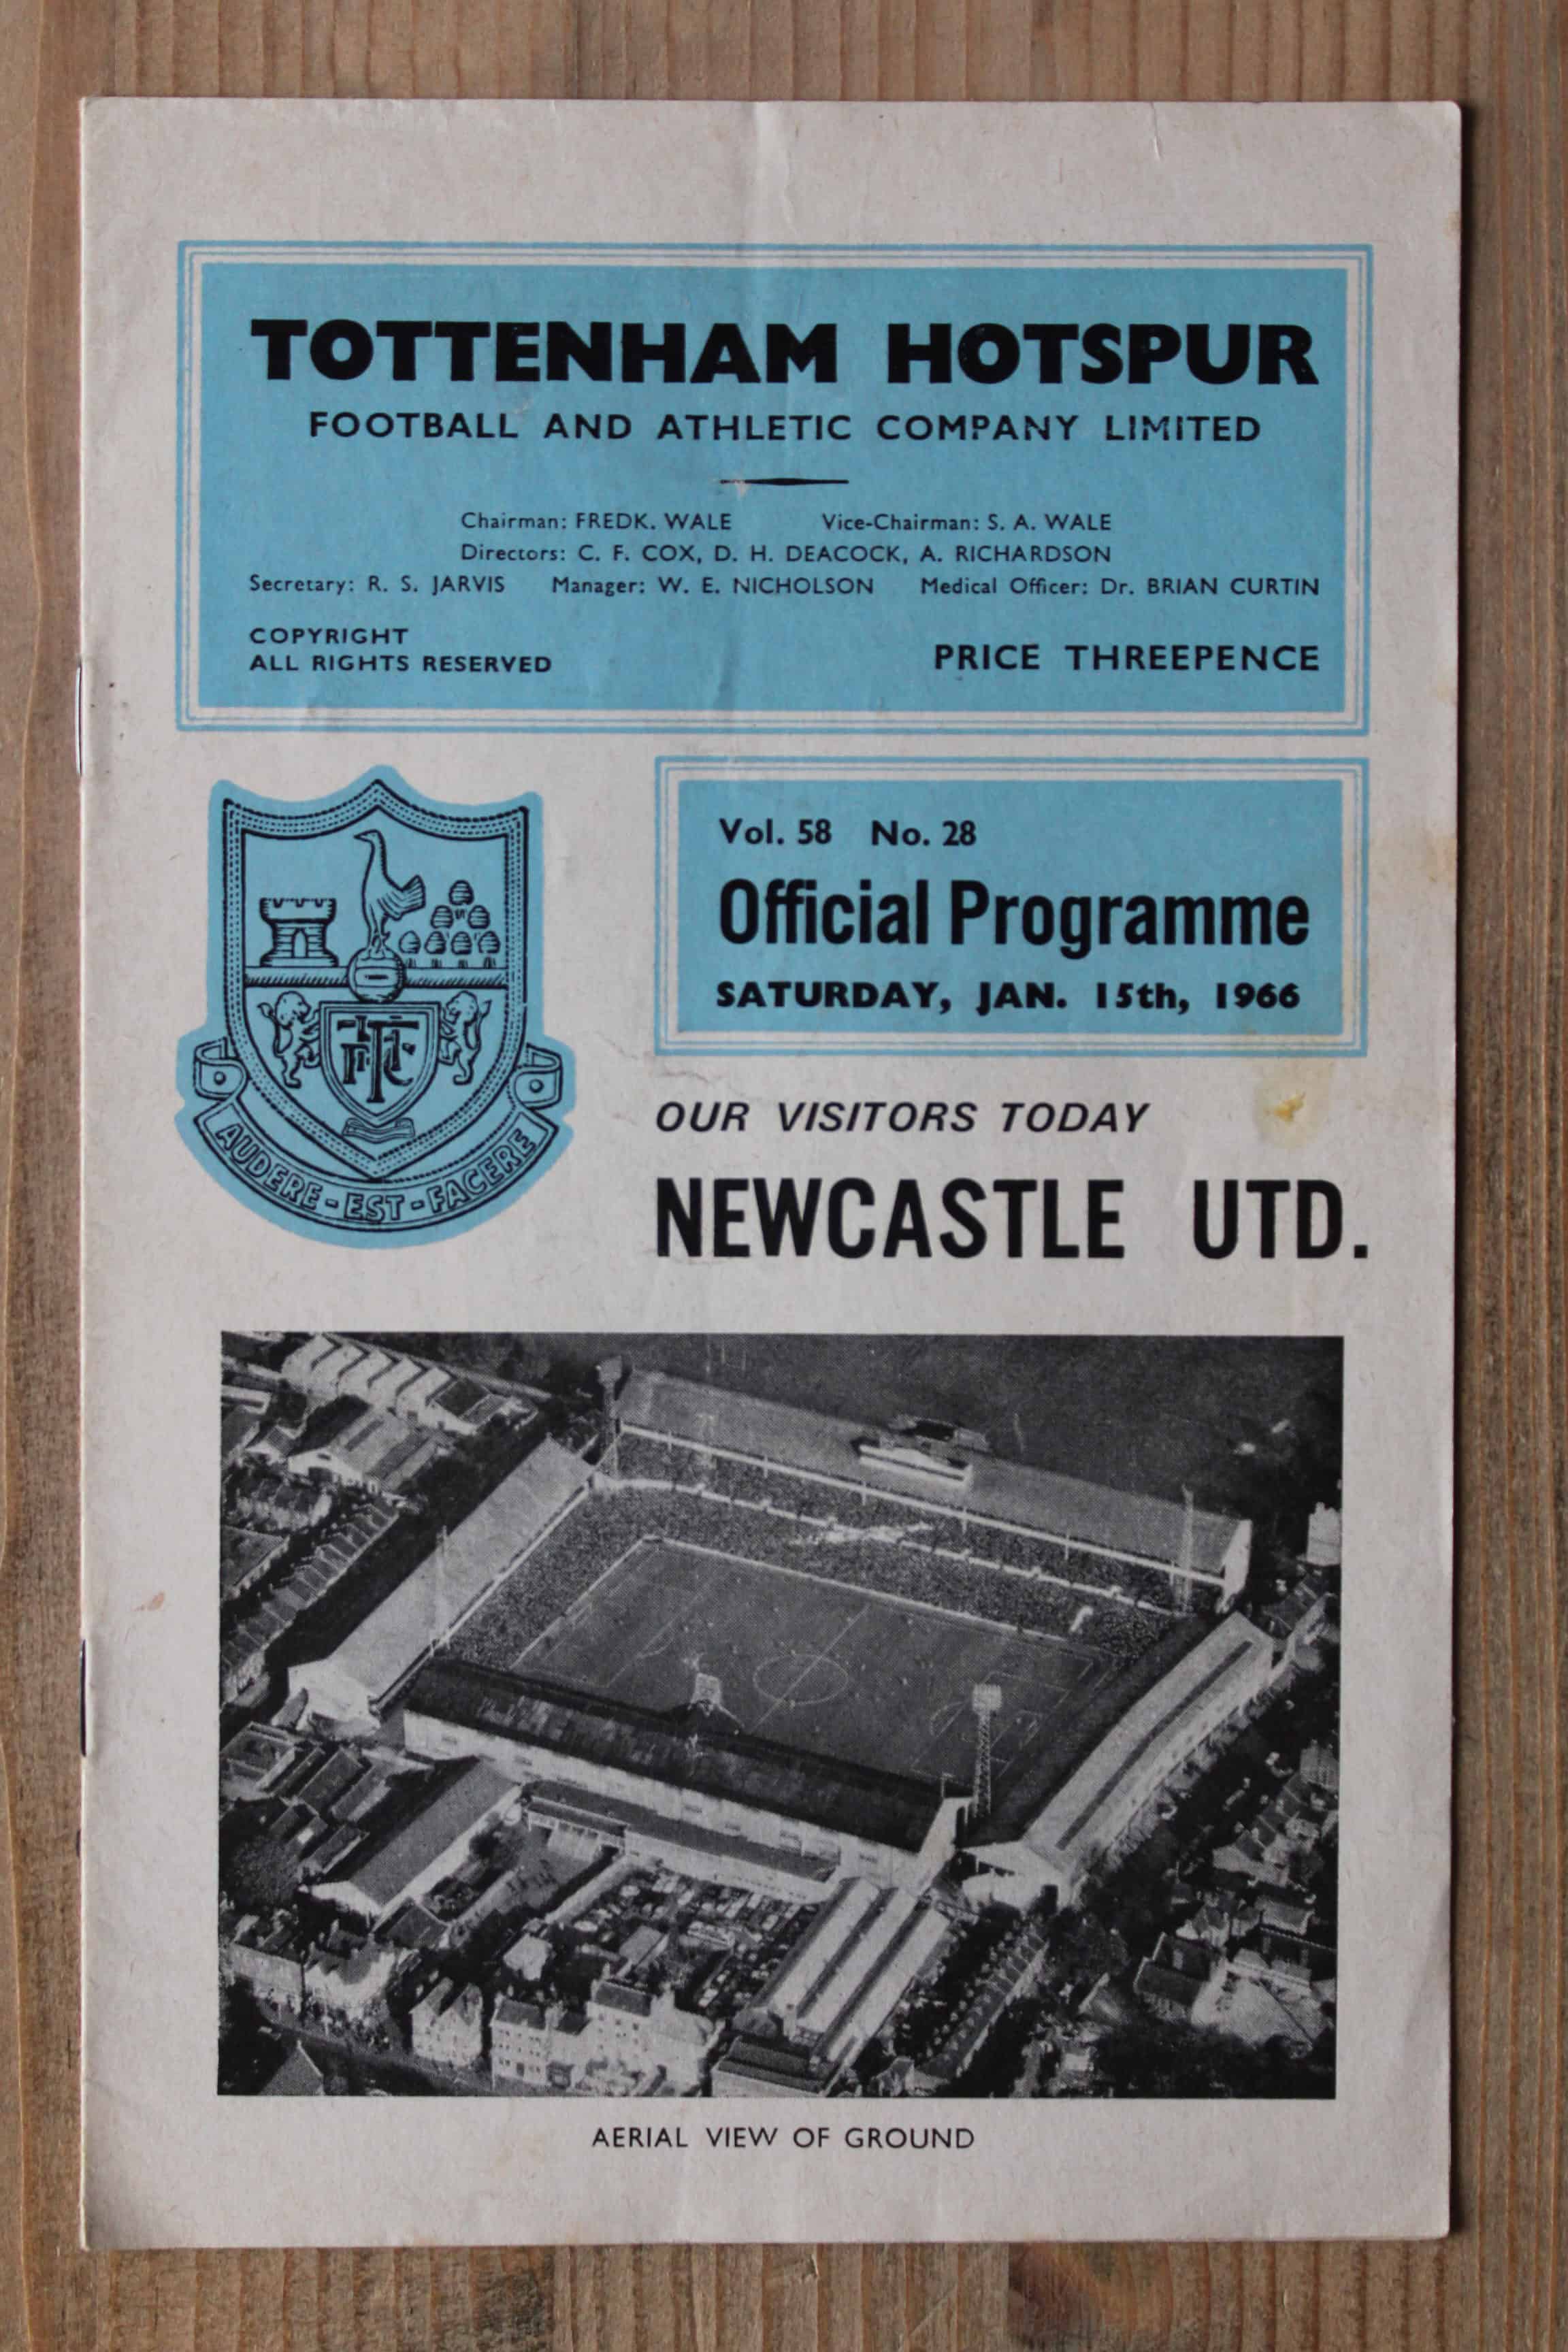 TOTTENHAM HOTSPUR
FOOTBALL AND ATHLETIC COMPANY LIMITED
Chairman: FREDK. WALE Vice-Chairman: S. A. WALE
Directors: C. F. COX, D. H. DEACOCK, A. RICHARDSON
Secretary: R. S. JARVIS Manager: W. E. NICHOLSON Medical Officer: Dr. BRIAN CURTIN
COPYRIGHT
ALL RIGHTS RESERVED
PRICE THREEPENCE
Vol. 58 No. 28
Official Programme
SATURDAY, JAN. 15th, 1966
AUDERE-EST-FACERE
OUR VISITORS TODAY
NEWCASTLE UTD.
AERIAL VIEW OF GROUND